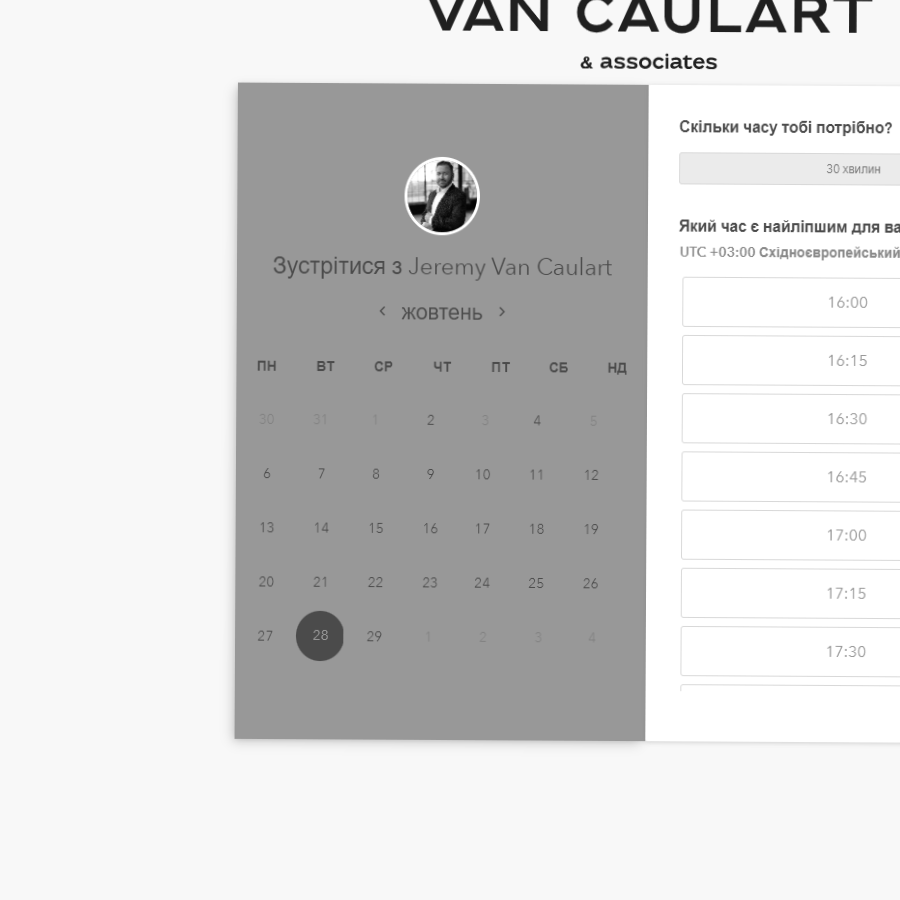 VAN CAULART
& associates
Зустрітися з Jeremy Van Caulart
‹ жовтень ›
ПН ВТ СР ЧТ ПТ СБ НД
30 31 1 2 3 4 5
6 7 8 9 10 11 12
13 14 15 16 17 18 19
20 21 22 23 24 25 26
27 28 29 1 2 3 4
Скільки часу тобі потрібно?
30 хвилин
Який час є найліпшим для ва
UTC +03:00 Східноєвропейський
16:00
16:15
16:30
16:45
17:00
17:15
17:30